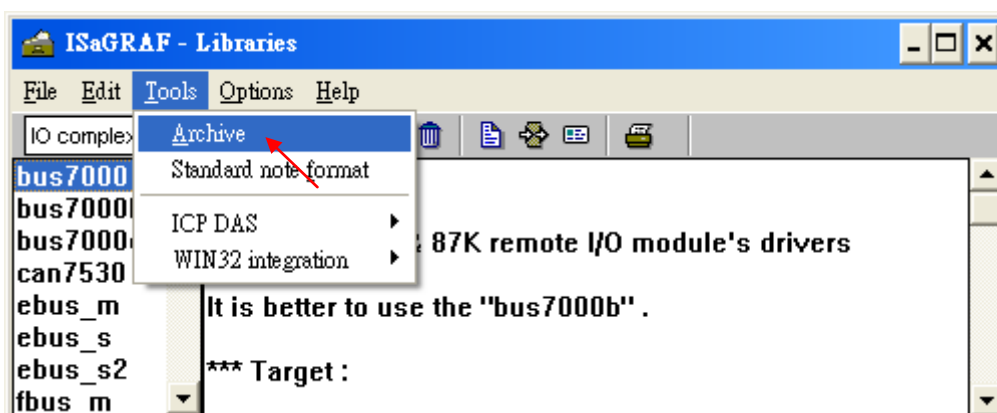 ISaGRAF - Libraries
File Edit Tools Options Help
IO complex
Archive
Standard note format
ICP DAS
WIN32 integration
bus7000
bus7000
bus7000
can7530
ebus_m
ebus_s
ebus_s2
fbus_m
87K remote I/O module's drivers
It is better to use the "bus7000b" .
*** Target :